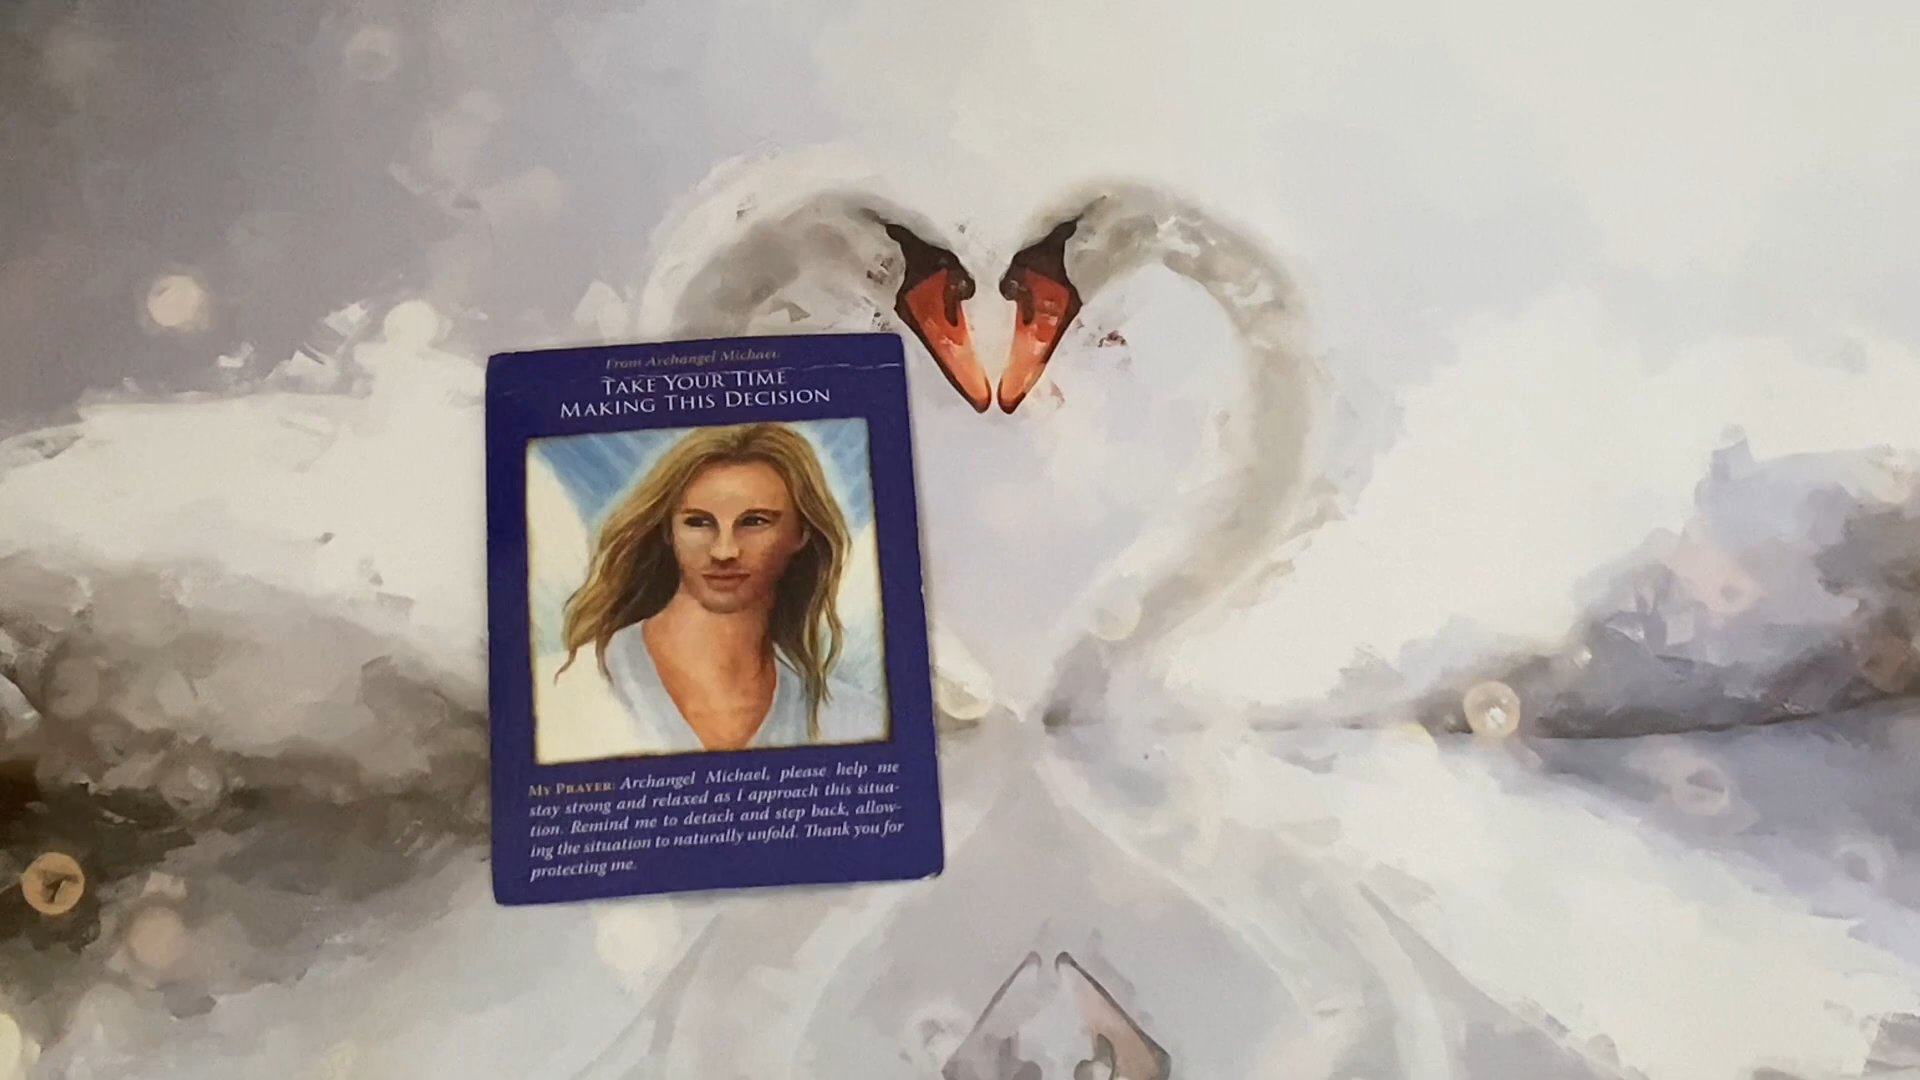 From Archangel Michael:
TAKE YOUR TIME
MAKING THIS DECISION
MY PRAYER: Archangel Michael, please help me
stay strong and relaxed as I approach this situa-
tion. Remind me to detach and step back, allow-
ing the situation to naturally unfold. Thank you for
protecting me.